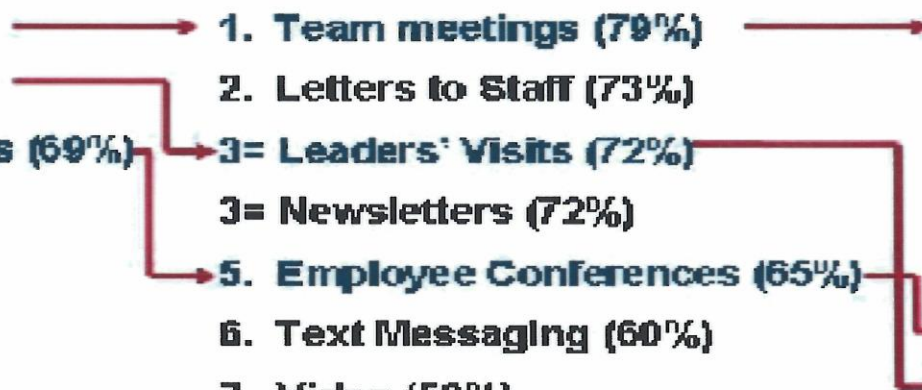 1. Team meetings (79%)
2. Letters to Staff (73%)
s (69%) 3= Leaders' Visits (72%)
3= Newsletters (72%)
5. Employee Conferences (65%)
6. Text Messaging (60%)